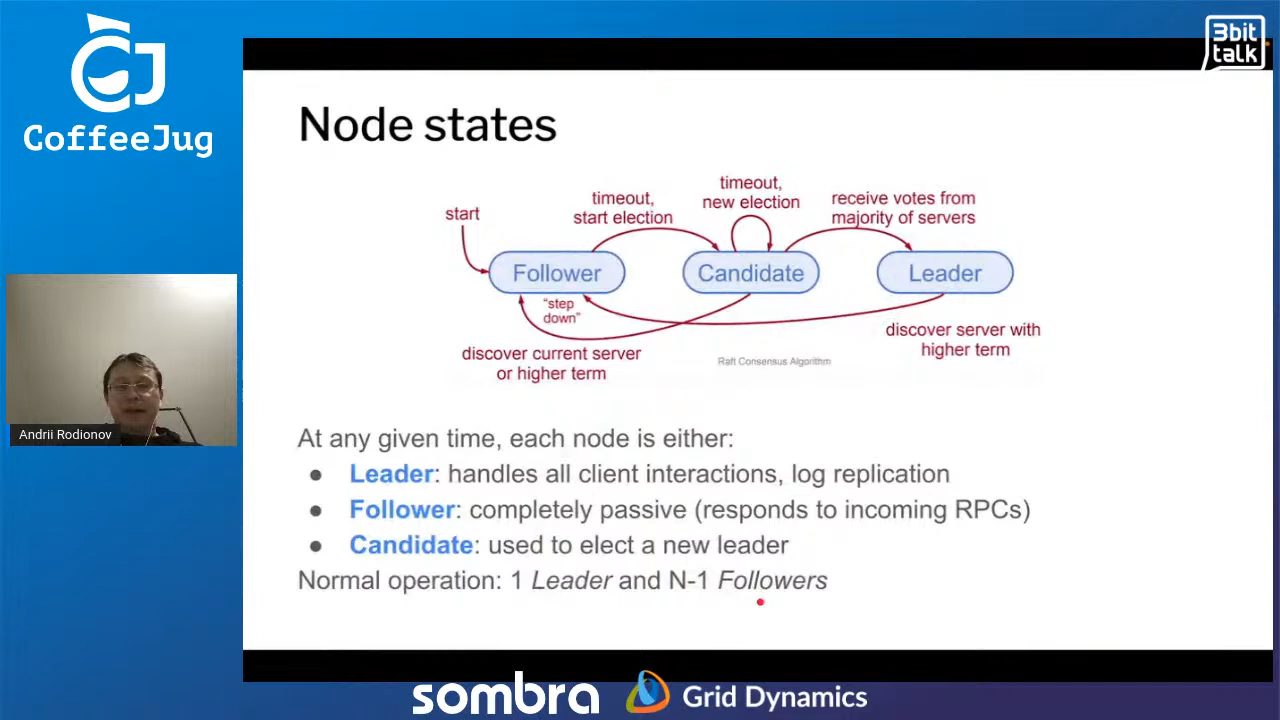 CoffeeJug
3bit
talk
Node states
start
timeout,
start election
timeout,
new election
receive votes from
majority of servers
Follower
Candidate
Leader
"step
down"
discover current server
or higher term
discover server with
higher term
Raft Consensus Algorithm
Andrii Rodionov
At any given time, each node is either:
● Leader: handles all client interactions, log replication
● Follower: completely passive (responds to incoming RPCs)
● Candidate: used to elect a new leader
Normal operation: 1 Leader and N-1 Followers
sombra
Grid Dynamics